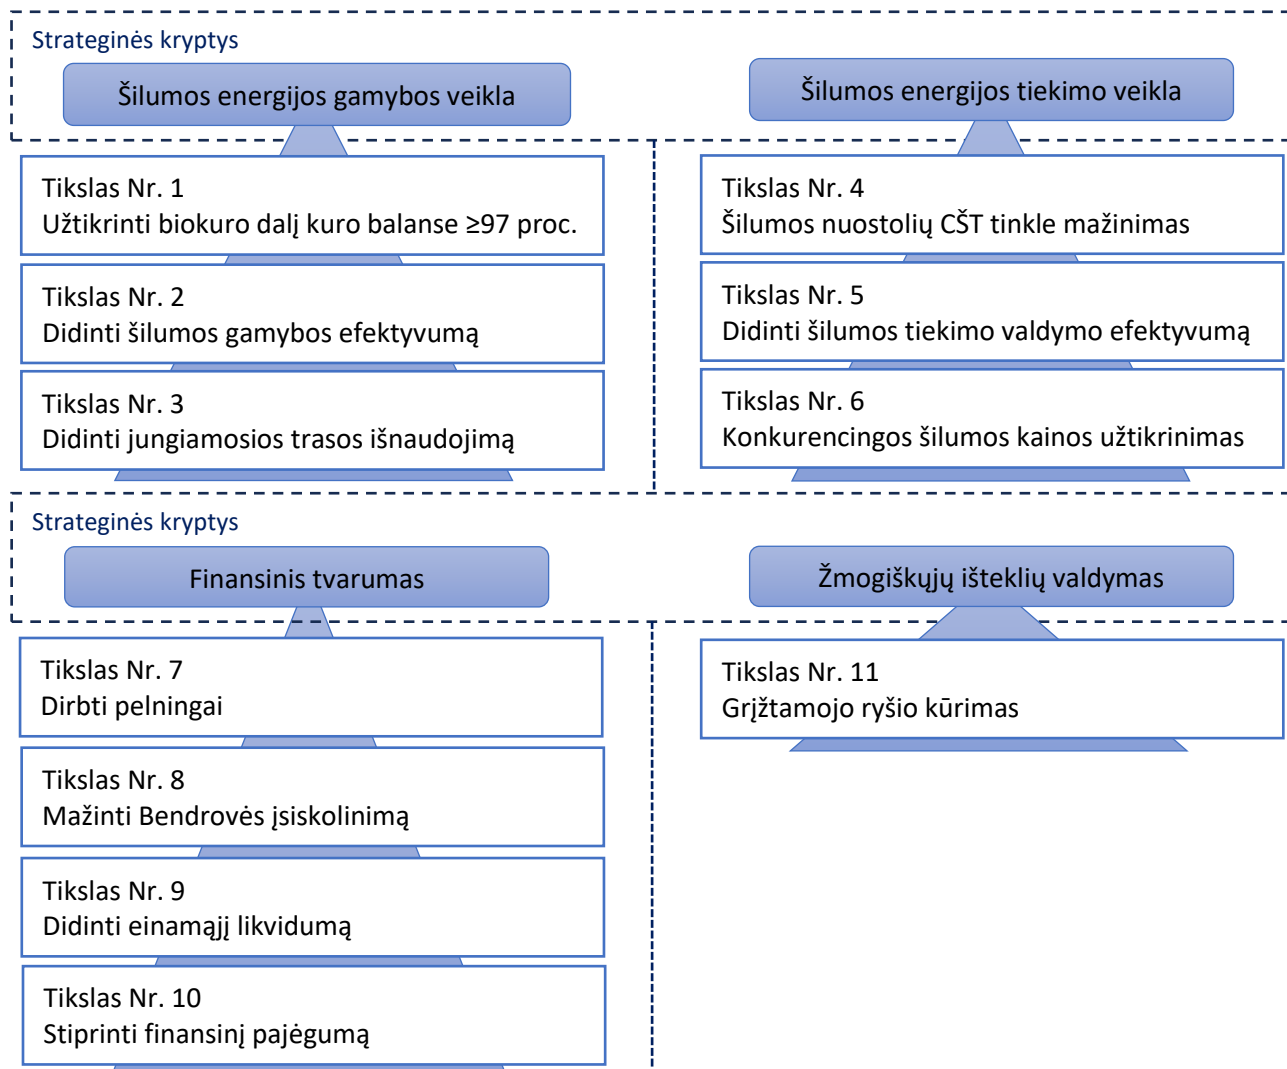 Strateginės kryptys
Šilumos energijos gamybos veikla
Šilumos energijos tiekimo veikla
Tikslas Nr. 1
Užtikrinti biokuro dalį kuro balanse ≥97 proc.
Tikslas Nr. 2
Didinti šilumos gamybos efektyvumą
Tikslas Nr. 3
Didinti jungiamosios trasos išnaudojimą
Tikslas Nr. 4
Šilumos nuostolių CŠT tinkle mažinimas
Tikslas Nr. 5
Didinti šilumos tiekimo valdymo efektyvumą
Tikslas Nr. 6
Konkurencingos šilumos kainos užtikrinimas
Strateginės kryptys
Finansinis tvarumas
Žmogiškųjų išteklių valdymas
Tikslas Nr. 7
Dirbti pelningai
Tikslas Nr. 8
Mažinti Bendrovės įsiskolinimą
Tikslas Nr. 9
Didinti einamąjį likvidumą
Tikslas Nr. 10
Stiprinti finansinį pajėgumą
Tikslas Nr. 11
Grįžtamojo ryšio kūrimas